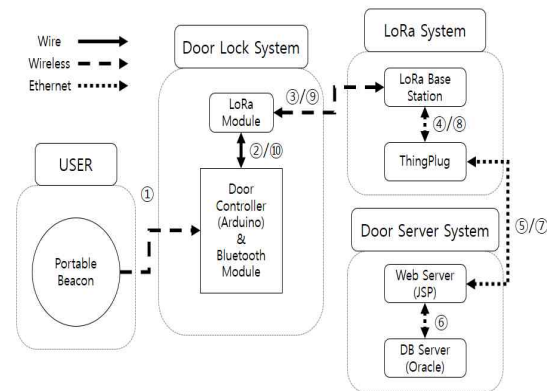 Wire
Wireless
Ethernet
USER
Portable
Beacon
①
Door Lock System
LoRa
Module
②/⑩
Door
Controller
(Arduino)
&
Bluetooth
Module
③/⑨
LoRa System
LoRa Base
Station
④/⑧
ThingPlug
⑤/⑦
Door Server System
Web Server
(JSP)
⑥
DB Server
(Oracle)